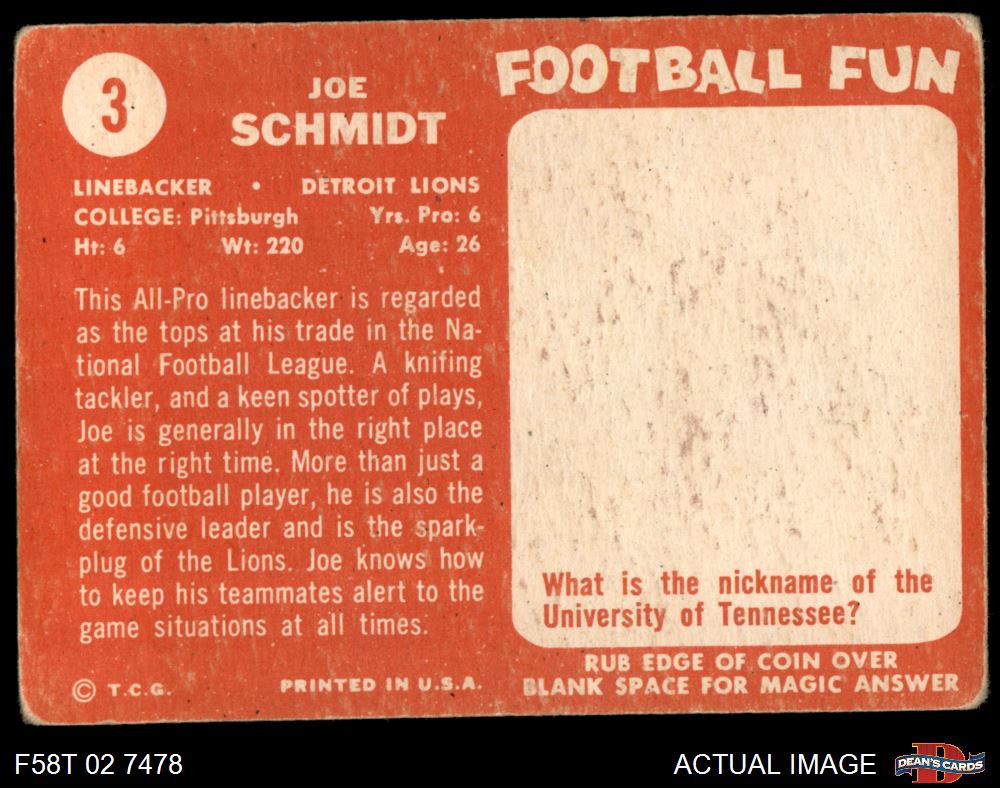 3
JOE
SCHMIDT
LINEBACKER • DETROIT LIONS
COLLEGE: Pittsburgh Yrs. Pro: 6
Ht: 6 Wt: 220 Age: 26
This All-Pro linebacker is regarded
as the tops at his trade in the Na-
tional Football League. A knifing
tackler, and a keen spotter of plays,
Joe is generally in the right place
at the right time. More than just a
good football player, he is also the
defensive leader and is the spark-
plug of the Lions. Joe knows how
to keep his teammates alert to the
game situations at all times.
© T.C.G. PRINTED IN U.S.A.
FOOTBALL FUN
What is the nickname of the
University of Tennessee?
RUB EDGE OF COIN OVER
BLANK SPACE FOR MAGIC ANSWER
F58T 02 7478
ACTUAL IMAGE
D
DEAN'S CARDS